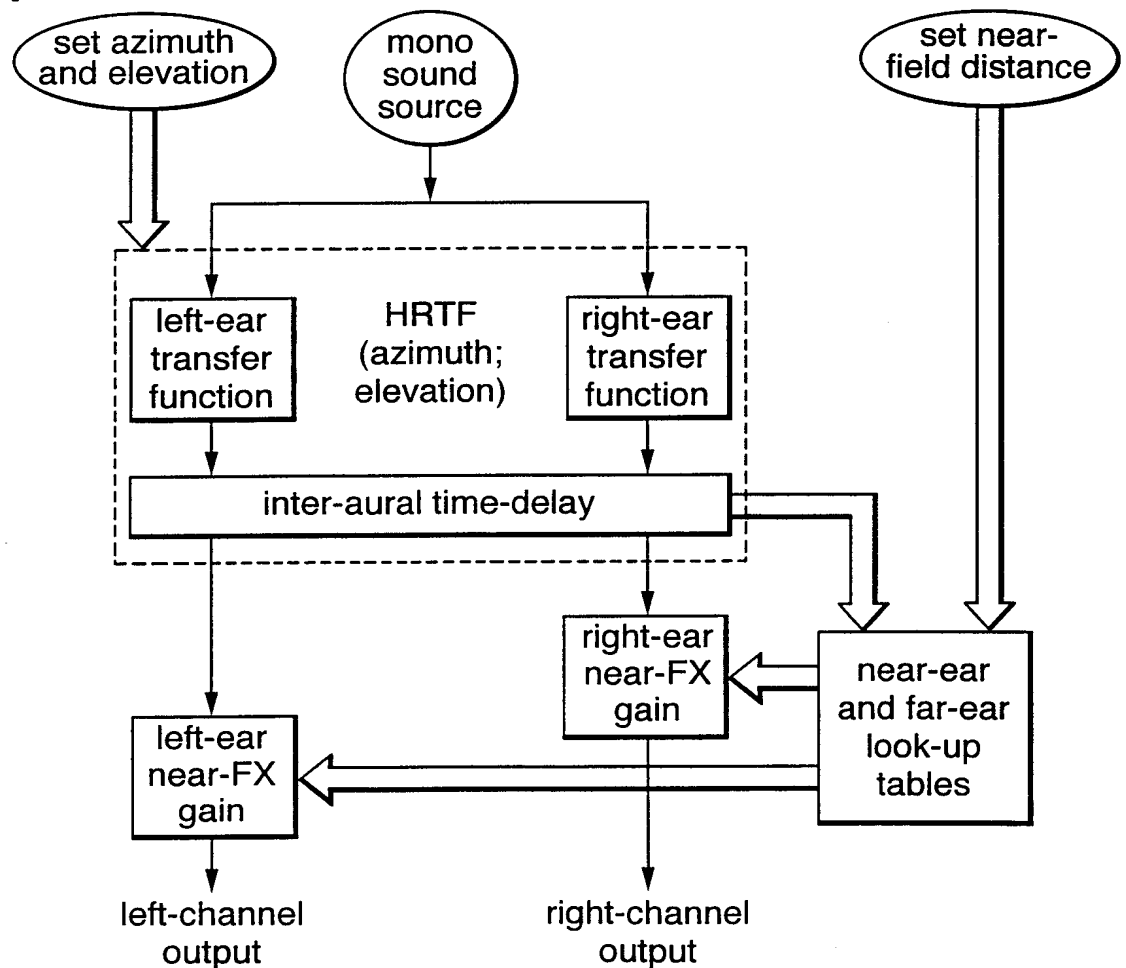 set azimuth
and elevation
mono
sound
source
set near-
field distance
left-ear
transfer
function
HRTF
(azimuth;
elevation)
right-ear
transfer
function
inter-aural time-delay
right-ear
near-FX
gain
near-ear
and far-ear
look-up
tables
left-ear
near-FX
gain
left-channel
output
right-channel
output